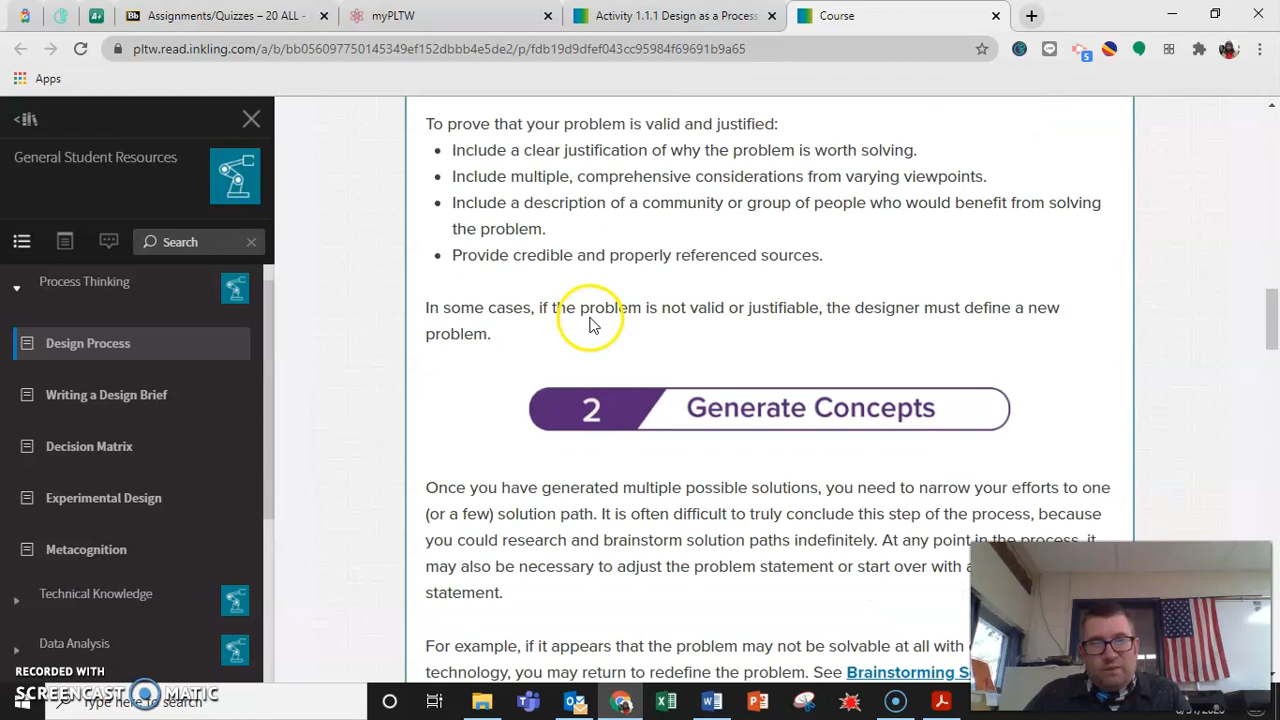 Assignments/Quizzes – 20 ALL -
myPLTW
Activity 1.1.1 Design as a Process
Course
pltw.read.inkling.com/a/b/bb056097750145349ef152dbbb4e5de2/p/fdb19d9dfef043cc95984f69691b9a65
5
Apps
General Student Resources
Search
Process Thinking
Design Process
Writing a Design Brief
Decision Matrix
Experimental Design
Metacognition
Technical Knowledge
Data Analysis
To prove that your problem is valid and justified:
• Include a clear justification of why the problem is worth solving.
• Include multiple, comprehensive considerations from varying viewpoints.
• Include a description of a community or group of people who would benefit from solving
the problem.
• Provide credible and properly referenced sources.
In some cases, if the problem is not valid or justifiable, the designer must define a new
problem.
2 Generate Concepts
Once you have generated multiple possible solutions, you need to narrow your efforts to one
(or a few) solution path. It is often difficult to truly conclude this step of the process, because
you could research and brainstorm solution paths indefinitely. At any point in the process, it
may also be necessary to adjust the problem statement or start over with
statement.
For example, if it appears that the problem may not be solvable at all with
technology, you may return to redefine the problem. See Brainstorming
RECORDED WITH
SCREENCAST MATIC
Type here to search